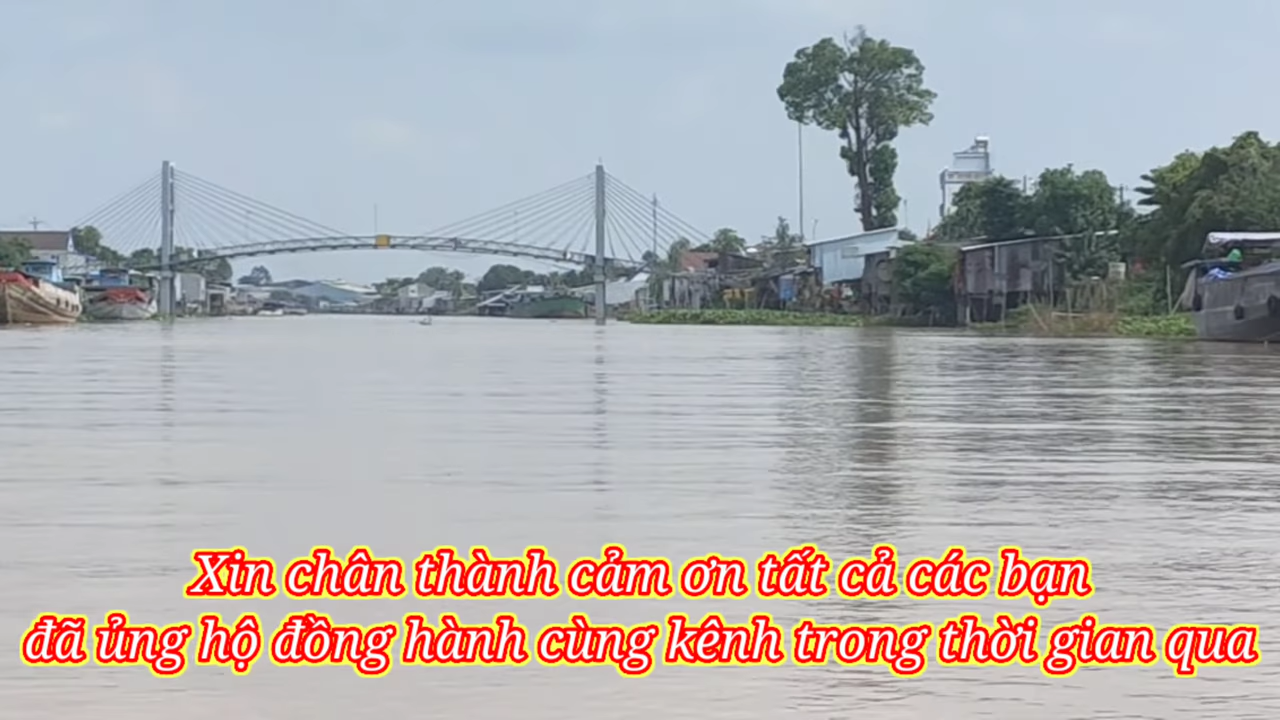 Xin chân thành cảm ơn tất cả các bạn
đã ủng hộ đồng hành cùng kênh trong thời gian qua